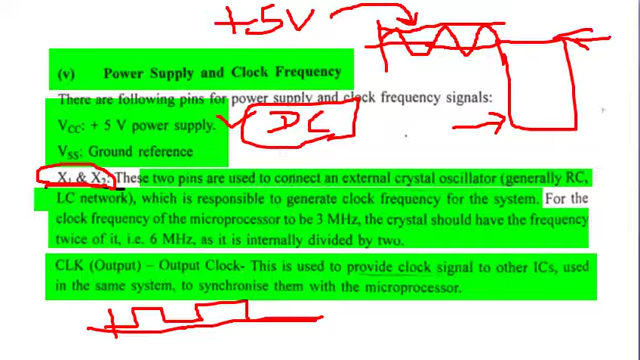 +5V
(v) Power Supply and Clock Frequency
There are following pins for power supply and clock frequency signals:
VCC: + 5 V power supply.
DC
VSS: Ground reference
X1 & X2: These two pins are used to connect an external crystal oscillator (generally RC,
LC network), which is responsible to generate clock frequency for the system. For the
clock frequency of the microprocessor to be 3 MHz, the crystal should have the frequency
twice of it, i.e. 6 MHz, as it is internally divided by two.
CLK (Output) – Output Clock- This is used to provide clock signal to other ICs, used
in the same system, to synchronise them with the microprocessor.